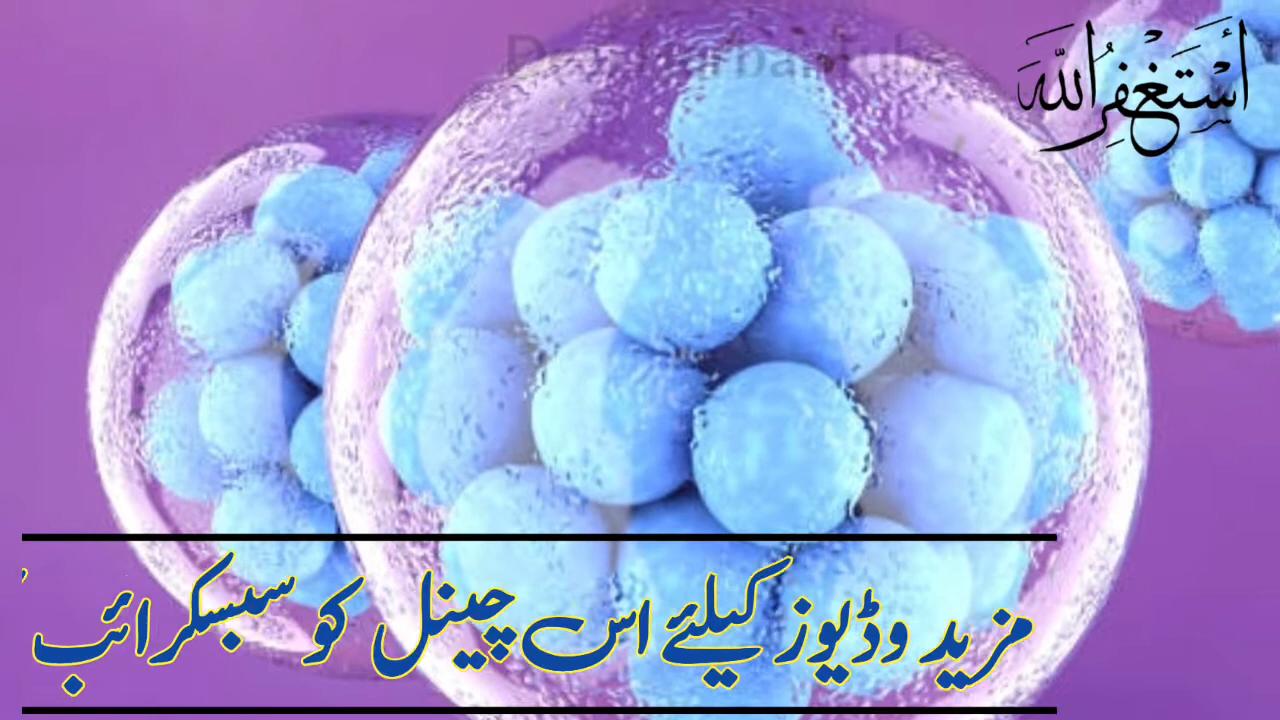 اَسْتَغْفِرُاللّٰه
مزید وڈیوز کیلئے اس چینل کو سبسکرائب